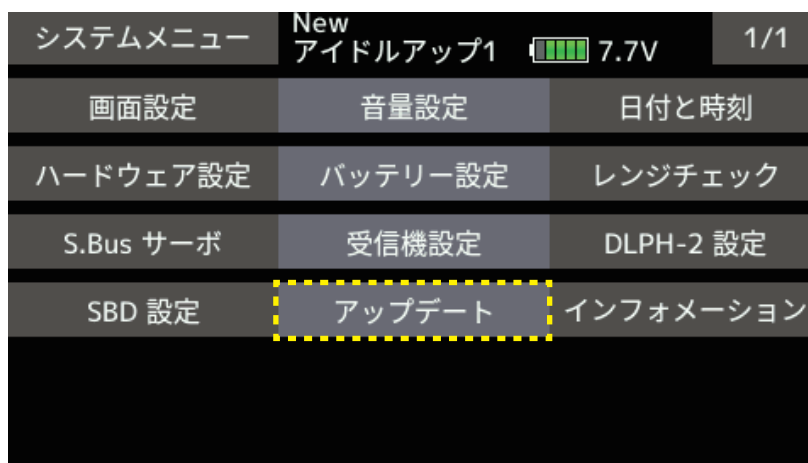 システムメニュー
New
アイドルアップ1
7.7V
1/1
画面設定
音量設定
日付と時刻
ハードウェア設定
バッテリー設定
レンジチェック
S.Bus サーボ
受信機設定
DLPH-2 設定
SBD 設定
アップデート
インフォメーション